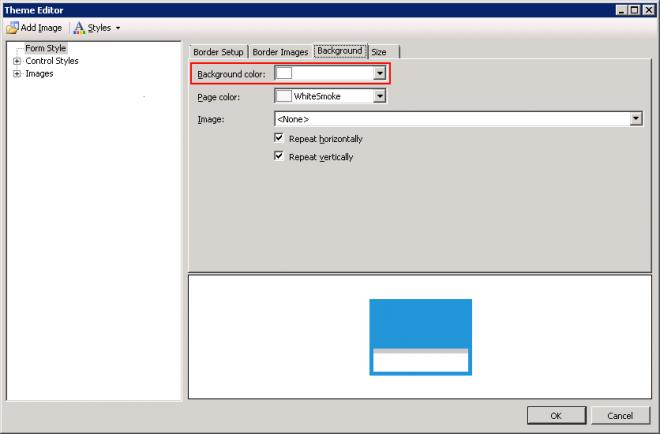 Theme Editor
Add Image Styles
Form Style
Control Styles
Images
Border Setup Border Images Background Size
Background color:
Page color: WhiteSmoke
Image: <None>
Repeat horizontally
Repeat vertically
OK Cancel